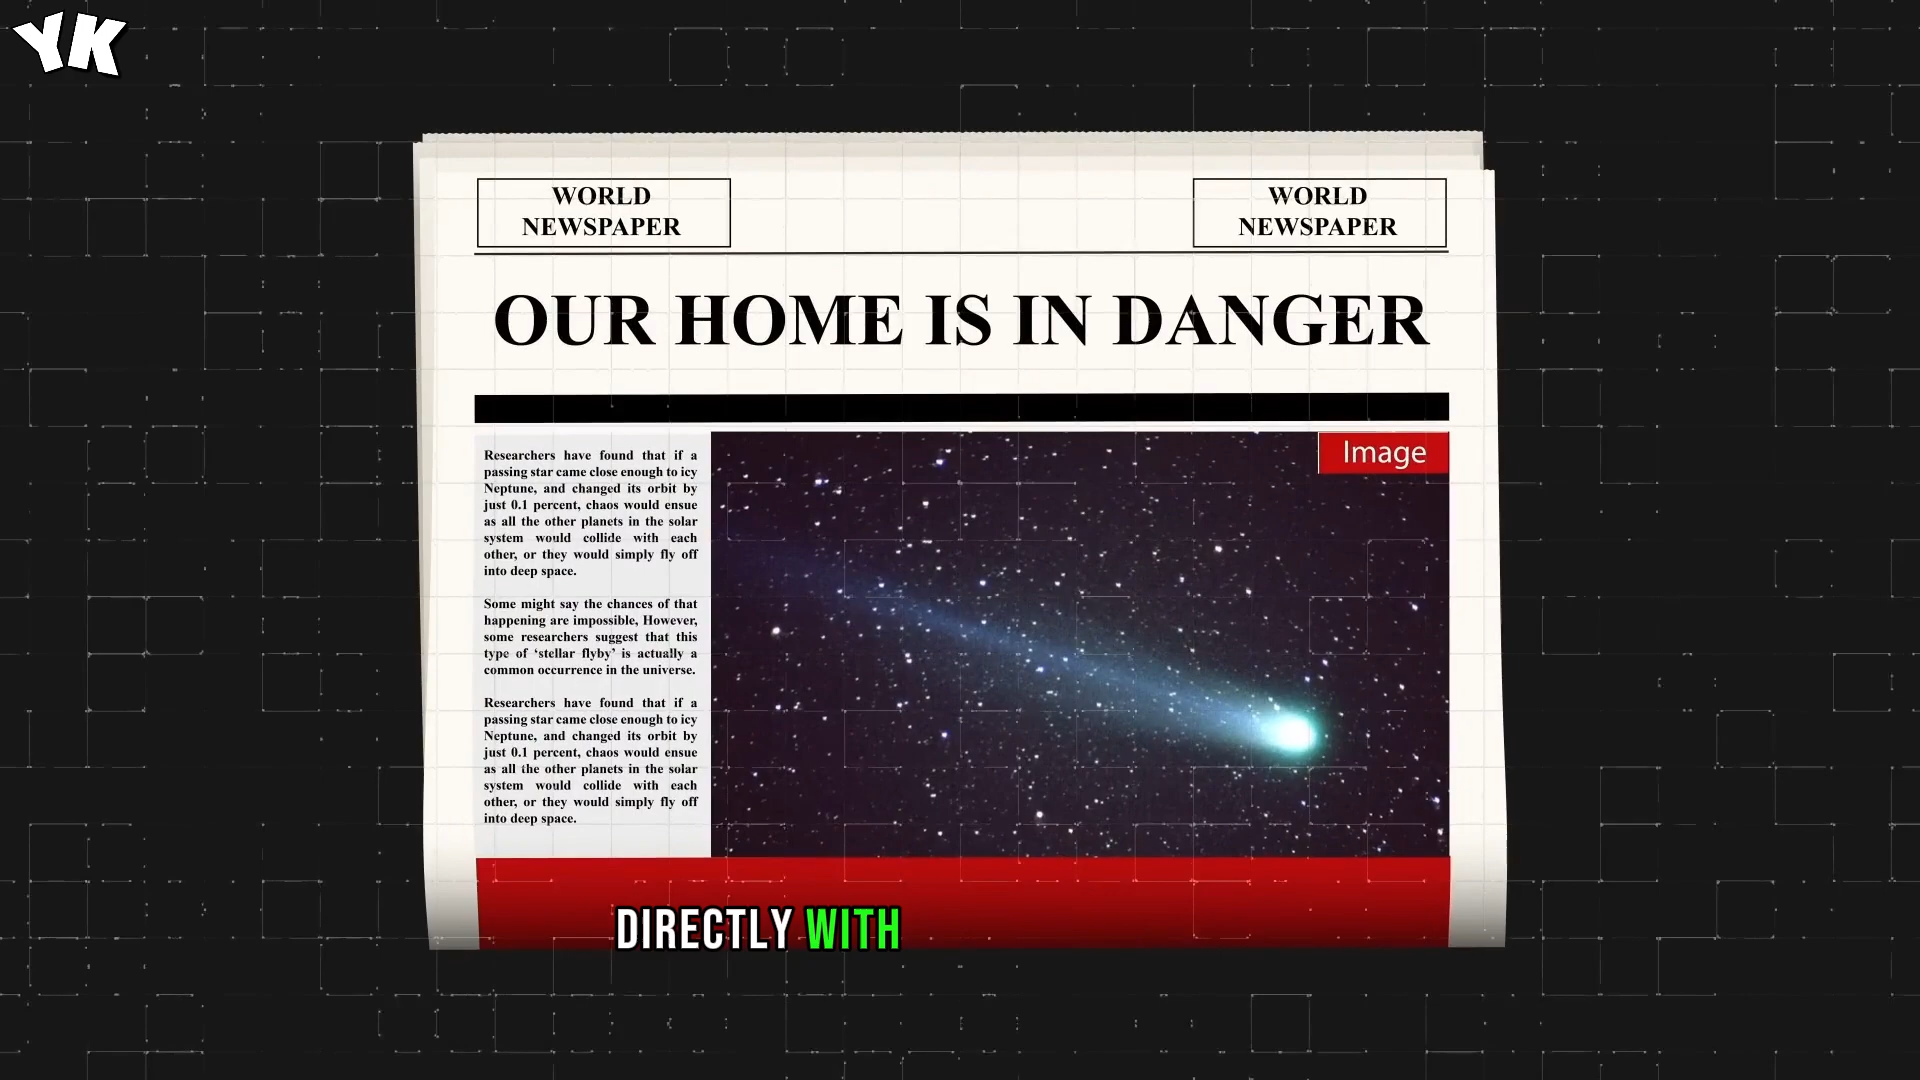 YK
WORLD
NEWSPAPER
WORLD
NEWSPAPER
OUR HOME IS IN DANGER
Image
Researchers have found that if a
passing star came close enough to icy
Neptune, and changed its orbit by
just 0.1 percent, chaos would ensue
as all the other planets in the solar
system would collide with each
other, or they would simply fly off
into deep space.
Some might say the chances of that
happening are impossible, However,
some researchers suggest that this
type of ‘stellar flyby’ is actually a
common occurrence in the universe.
Researchers have found that if a
passing star came close enough to icy
Neptune, and changed its orbit by
just 0.1 percent, chaos would ensue
as all the other planets in the solar
system would collide with each
other, or they would simply fly off
into deep space.
DIRECTLY WITH